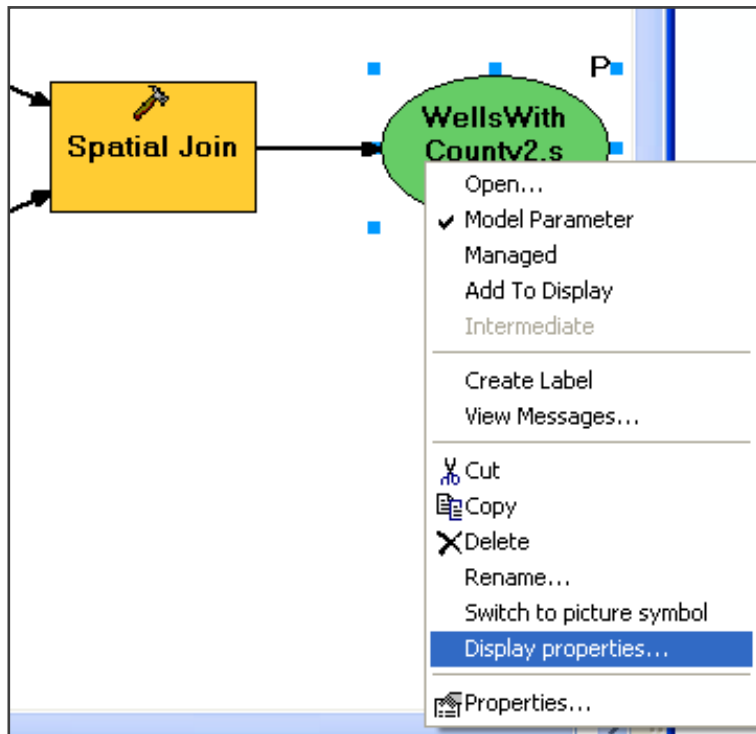 P
WellsWith
Spatial Join
County2.s
Open...
Model Parameter
Managed
Add To Display
Intermediate
Create Label
View Messages...
Cut
Copy
Delete
Rename...
Switch to picture symbol
Display properties...
Properties...